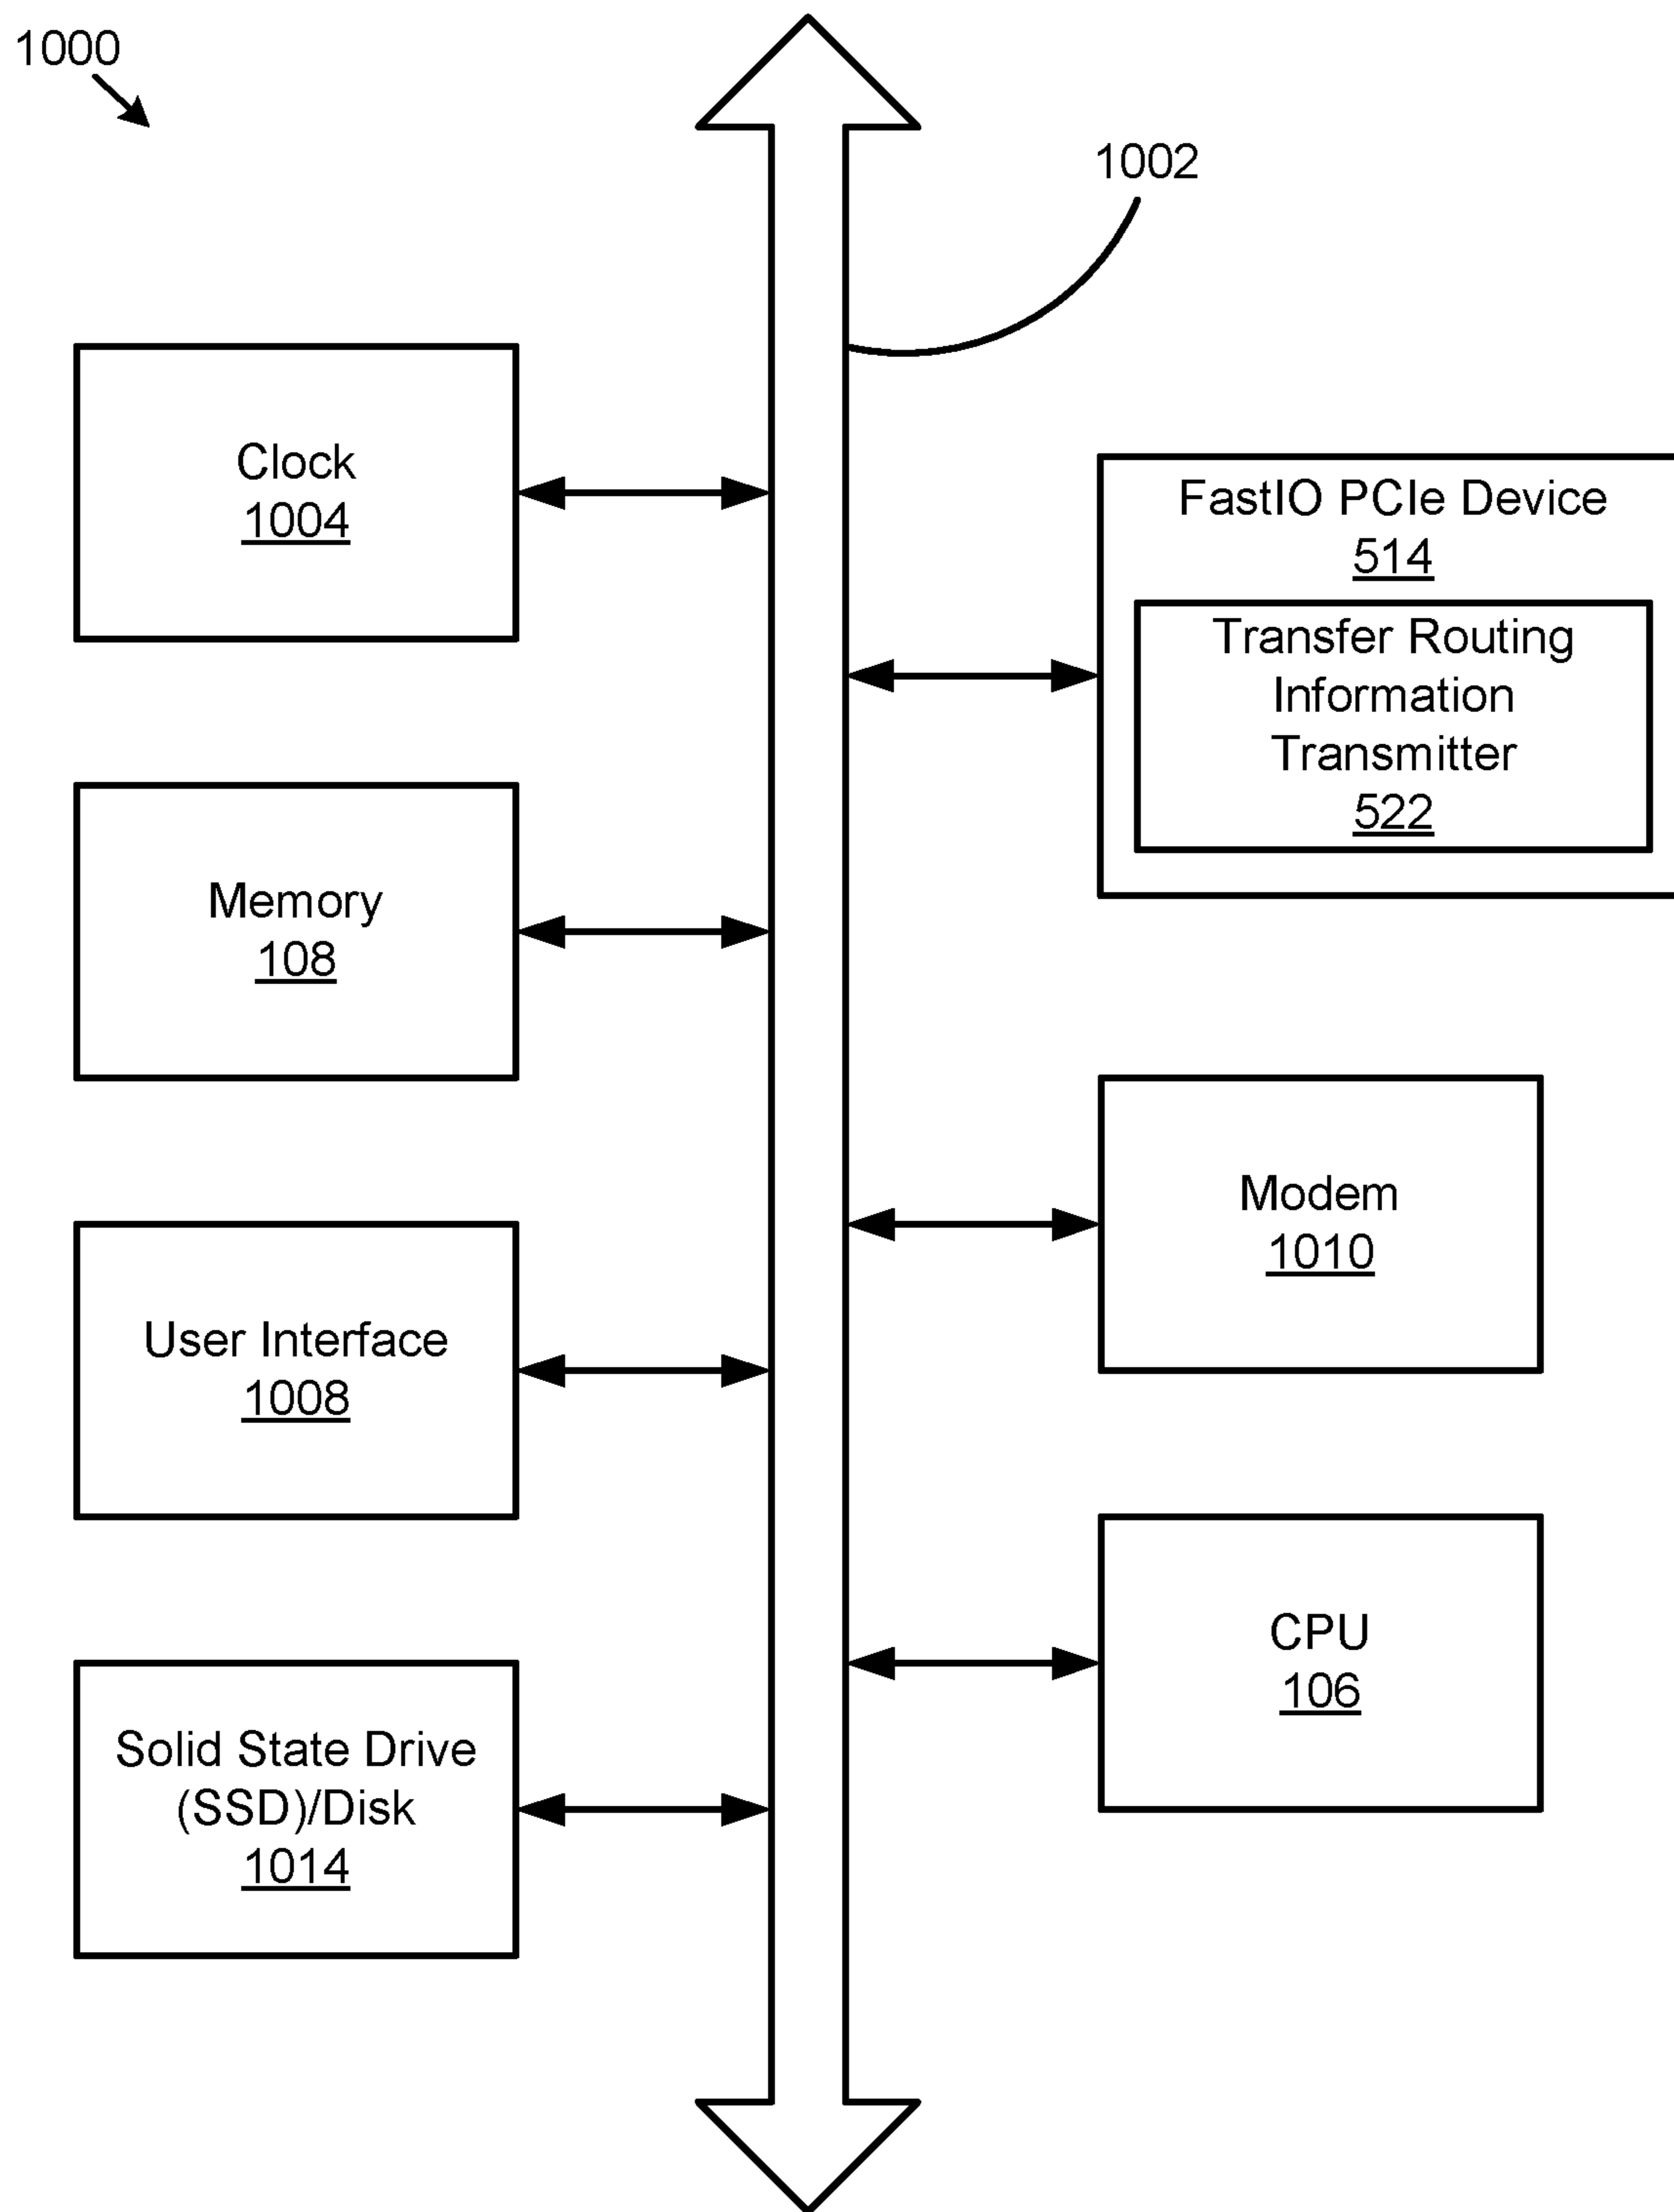 1000
1002
Clock
1004
FastIO PCIe Device
514
Transfer Routing
Information
Transmitter
522
Memory
108
Modem
1010
User Interface
1008
CPU
106
Solid State Drive
(SSD)/Disk
1014